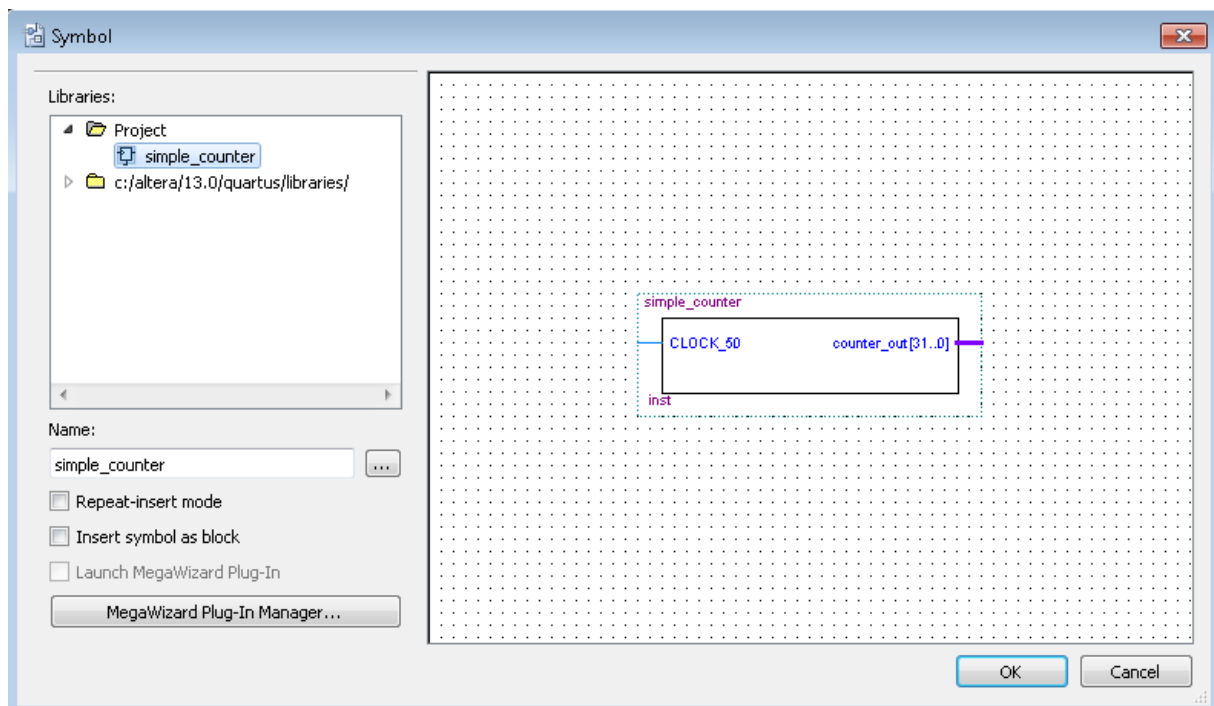 Symbol
Libraries:
Project
simple_counter
c:/altera/13.0/quartus/libraries/
Name:
simple_counter
...
Repeat-insert mode
Insert symbol as block
Launch MegaWizard Plug-In
MegaWizard Plug-In Manager...
simple_counter
CLOCK_50 counter_out[31..0]
inst
OK Cancel